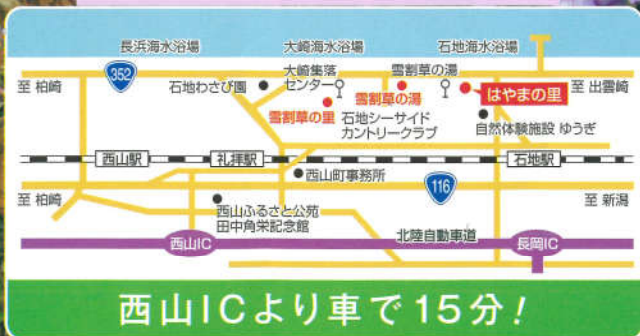 長浜海水浴場
大崎海水浴場
石地海水浴場
352
大崎集落
センター
雪割草の湯
至 柏崎
石地わさび園
雪割草の湯
はやまの里
至 出雲崎
雪割草の里
石地シーサイド
カントリークラブ
自然体験施設 ゆうぎ
西山駅
礼拝駅
石地駅
西山町事務所
116
至 柏崎
至 新潟
西山ふるさと公苑
田中角栄記念館
西山IC
北陸自動車道
長岡IC
西山ICより車で15分!